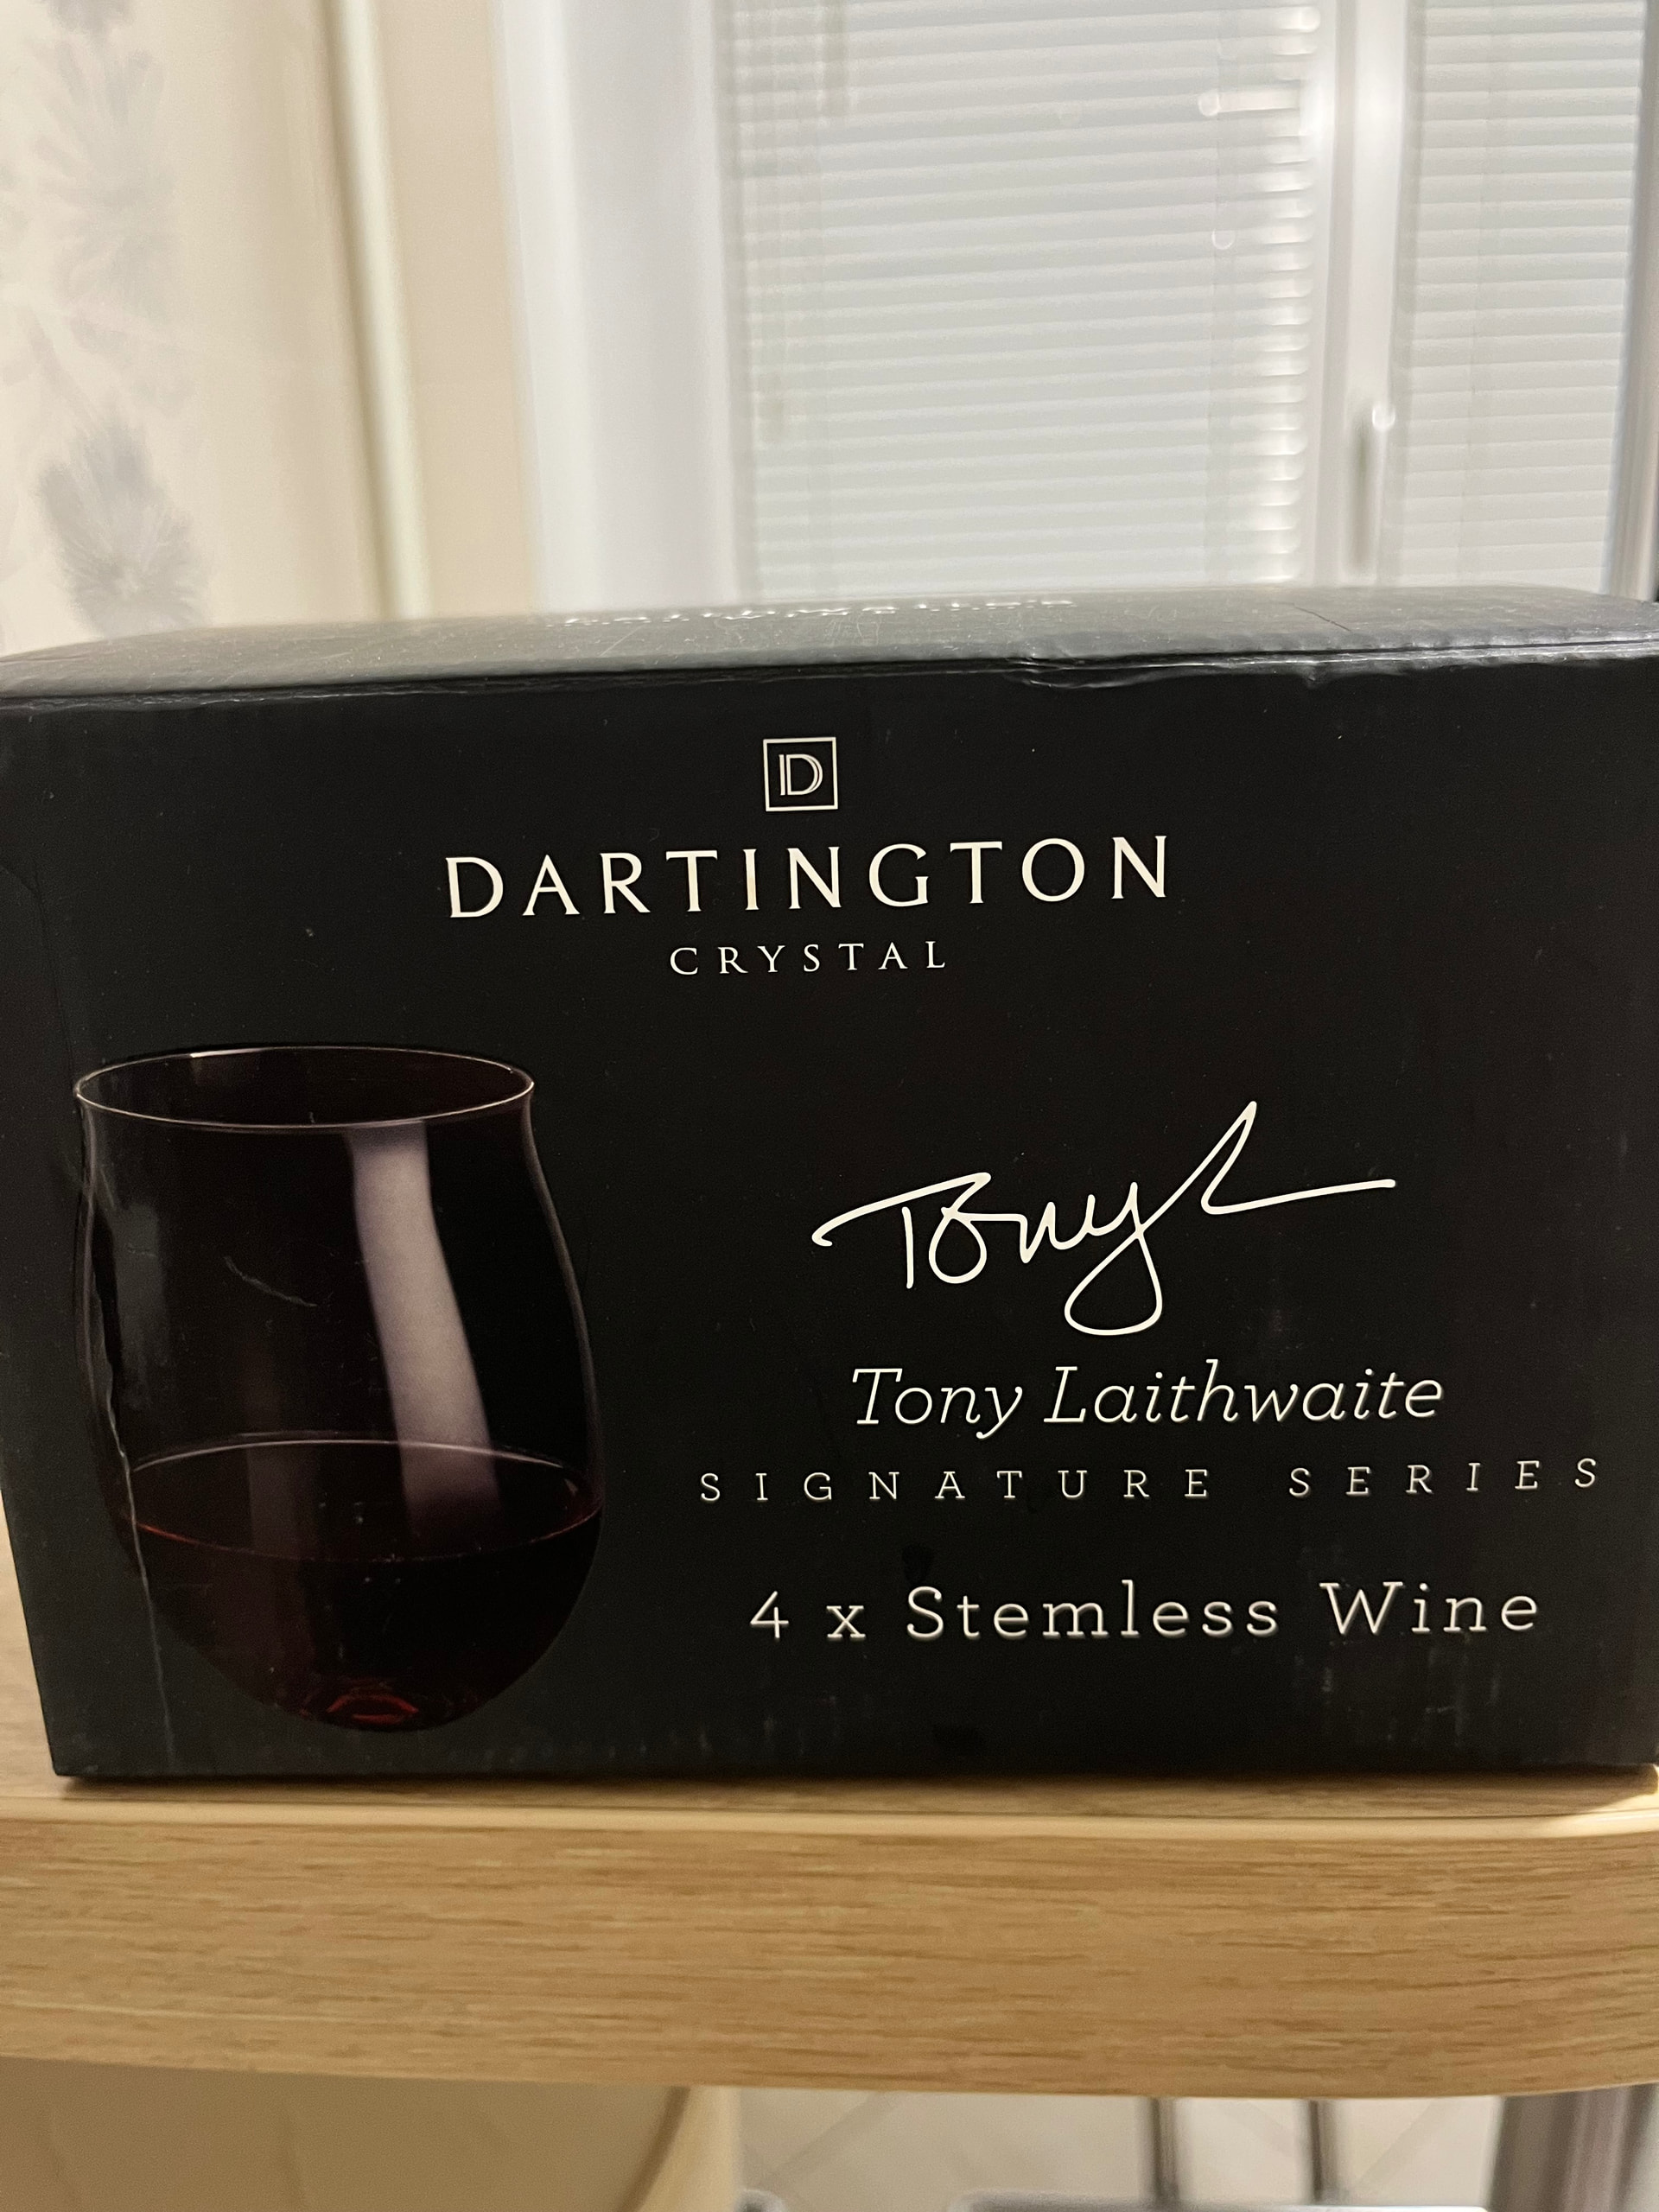 D
DARTINGTON
CRYSTAL
Tony L
Tony Laithwaite
SIGNATURE SERIES
4 x Stemless Wine